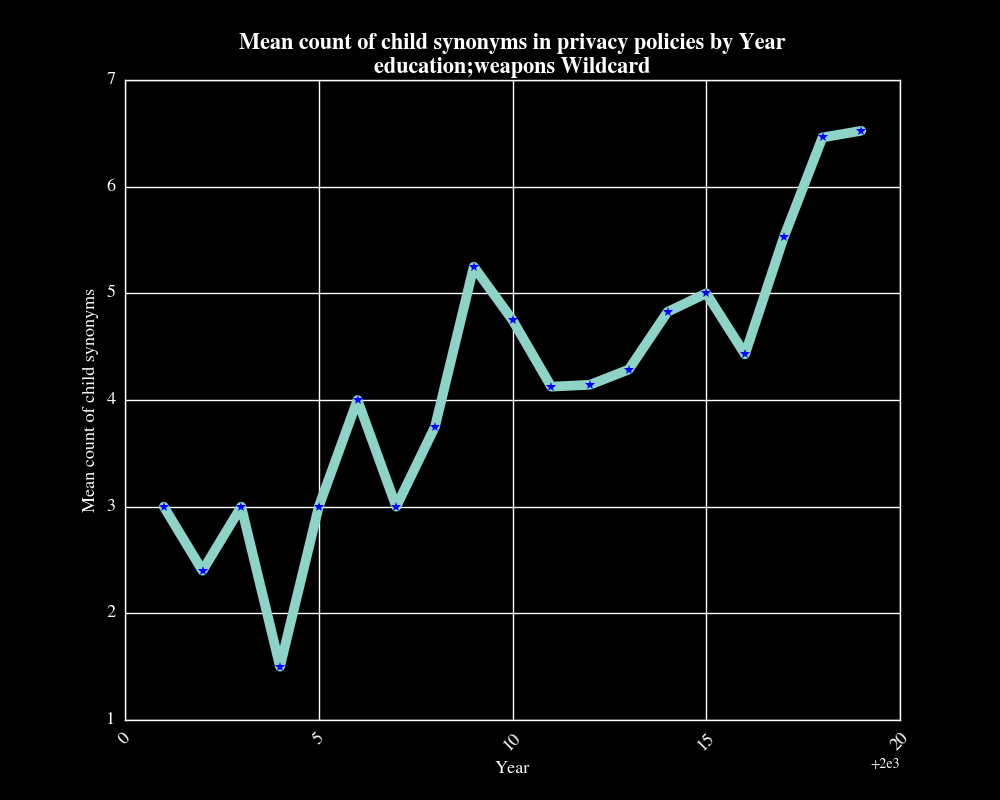 Mean count of child synonyms in privacy policies by Year
education;weapons Wildcard
7
6
5
4
3
2
1
Mean count of child synonyms
0
5
10
15
20
Year
+2e3